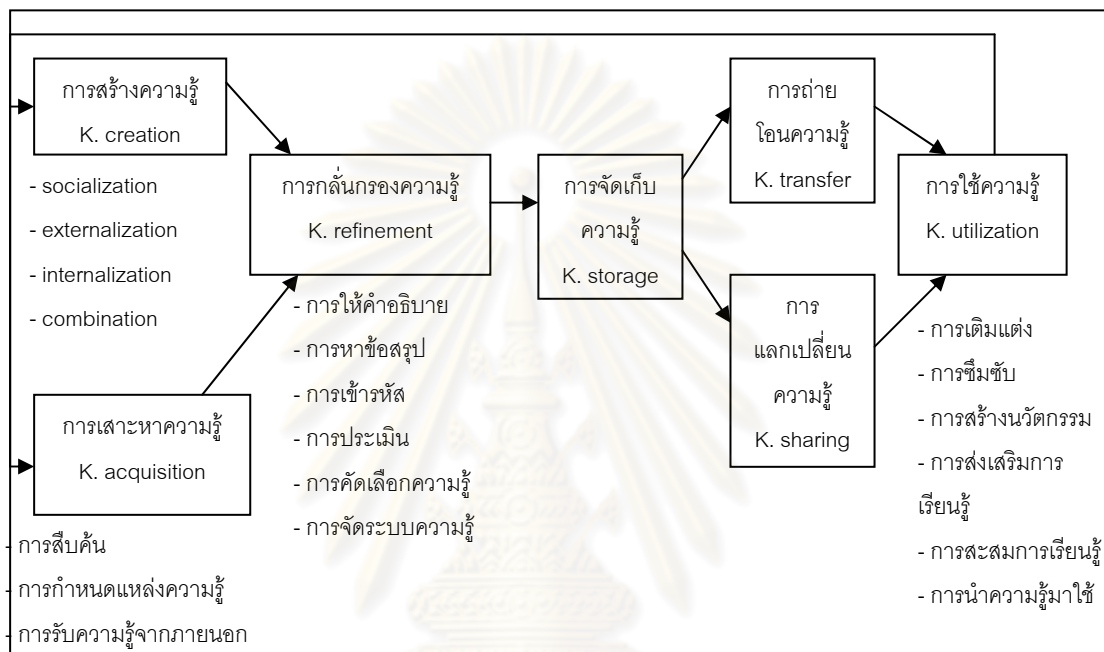 การสร้างความรู้
K. creation
- socialization
- externalization
- internalization
- combination
การเสาะหาความรู้
K. acquisition
- การสืบค้น
- การกำหนดแหล่งความรู้
- การรับความรู้จากภายนอก
การกลั่นกรองความรู้
K. refinement
- การให้คำอธิบาย
- การหาข้อสรุป
- การเข้ารหัส
- การประเมิน
- การคัดเลือกความรู้
- การจัดระบบความรู้
การจัดเก็บ
ความรู้
K. storage
การถ่าย
โอนความรู้
K. transfer
การ
แลกเปลี่ยน
ความรู้
K. sharing
การใช้ความรู้
K. utilization
- การเติมแต่ง
- การซึมซับ
- การสร้างนวัตกรรม
- การส่งเสริมการ
เรียนรู้
- การสะสมการเรียนรู้
- การนำความรู้มาใช้